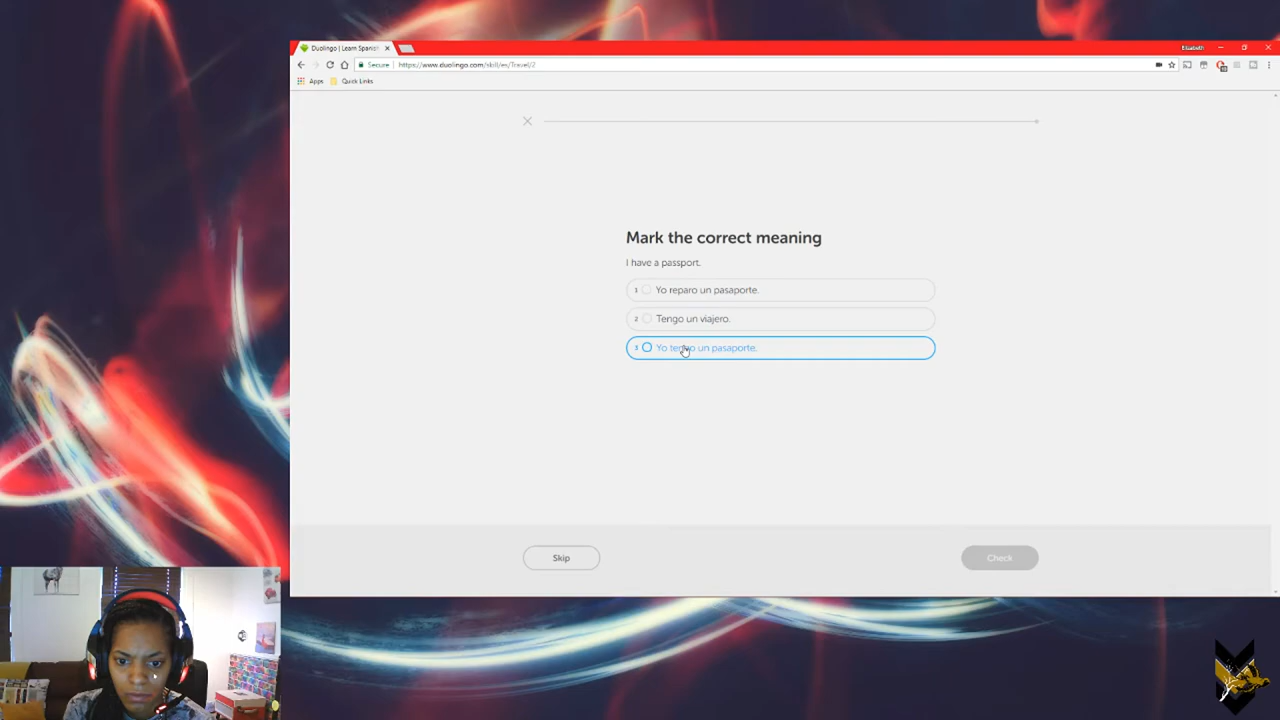 Duolingo | Learn Spanish
Elizabeth
Secure https://www.duolingo.com/skill/es/Travel/2
Apps Quick Links
Mark the correct meaning
I have a passport.
1 Yo reparo un pasaporte.
2 Tengo un viajero.
3 Yo tengo un pasaporte.
Skip
Check